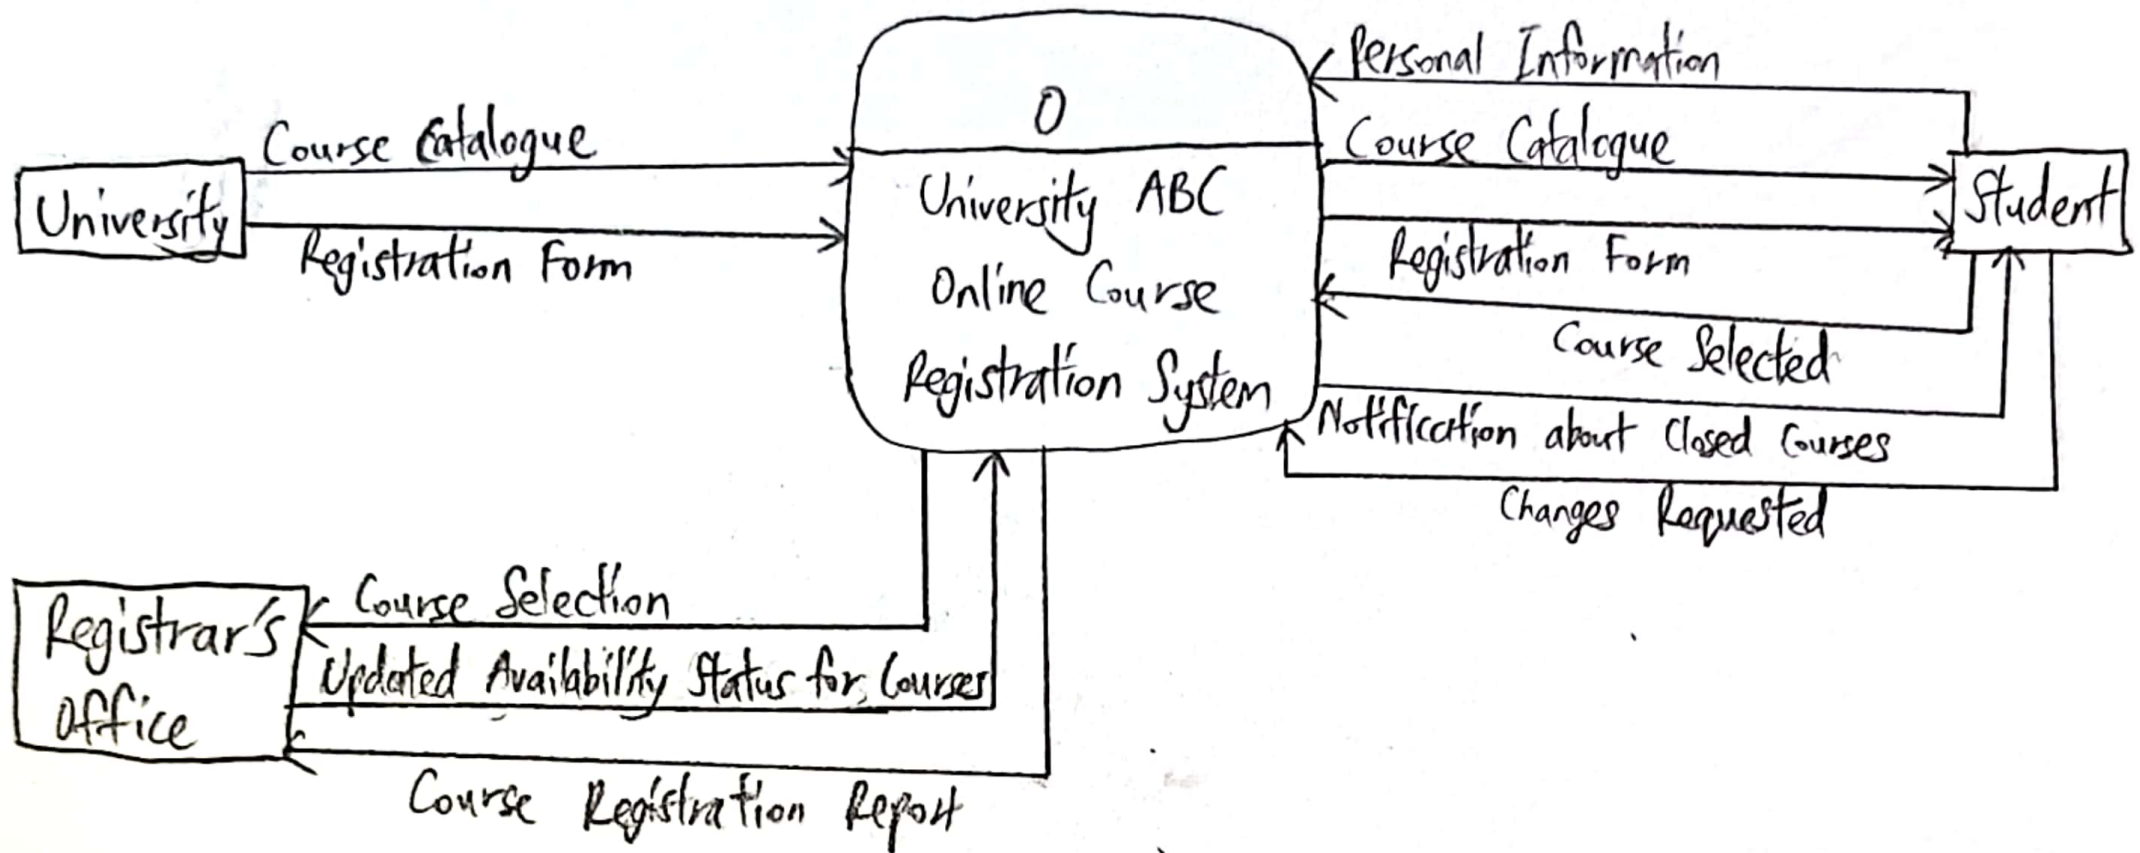 Personal Information
0
Course Catalogue
Course Catalogue
University
University ABC
Student
Registration Form
Registration Form
Online Course
Course Selected
Registration System
Notification about Closed Courses
Changes Requested
Course Selection
Registrar's
Updated Availability Status for Courses
Office
Course Registration Report